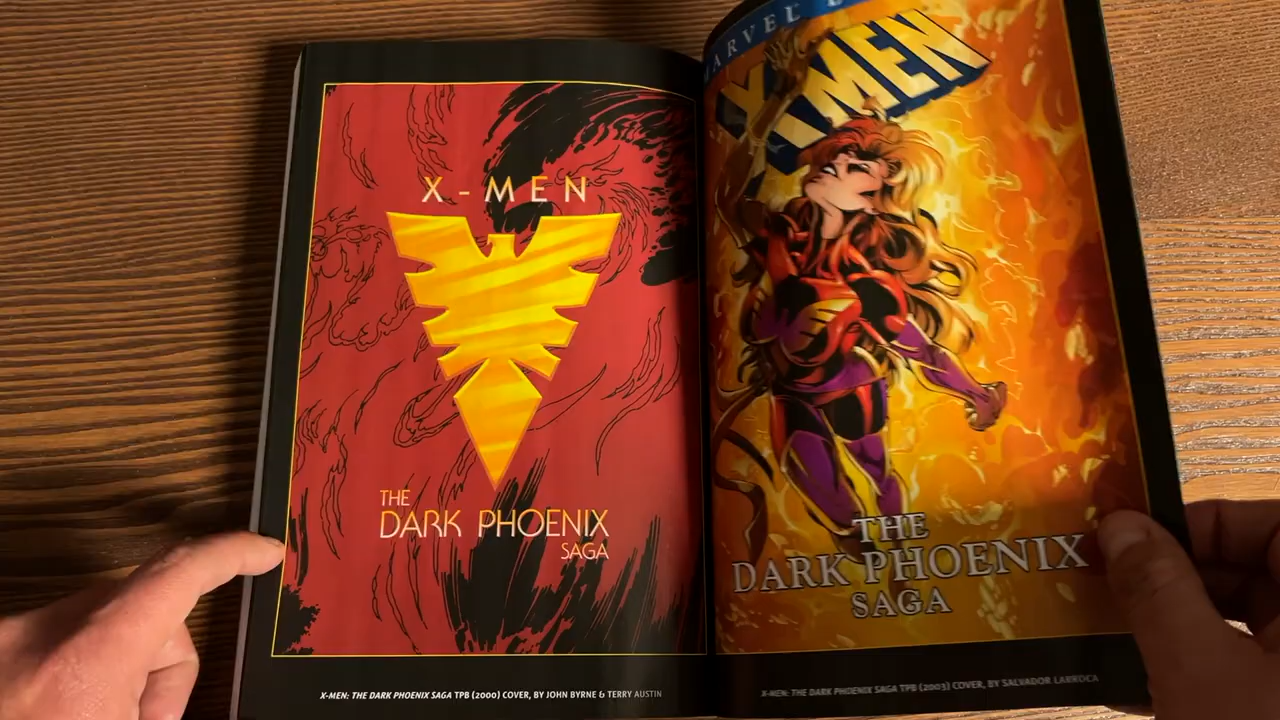 X-MEN
THE
DARK PHOENIX
SAGA
X-MEN: THE DARK PHOENIX SAGA TPB (2000) COVER, BY JOHN BYRNE & TERRY AUSTIN
MARVEL
X-MEN
THE
DARK PHOENIX
SAGA
X-MEN: THE DARK PHOENIX SAGA TPB (2003) COVER, BY SALVADOR LARROCA